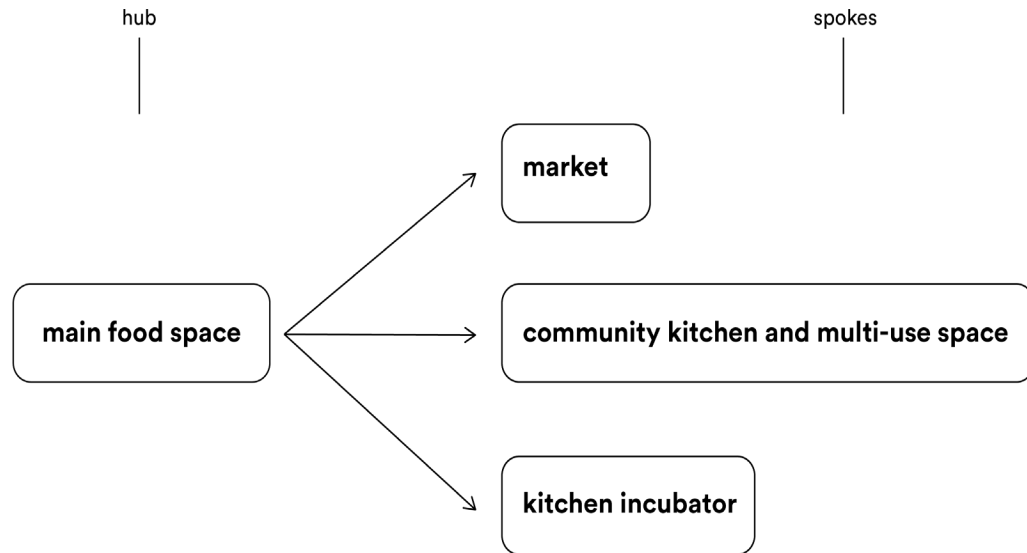 hub
spokes
market
main food space
community kitchen and multi-use space
kitchen incubator